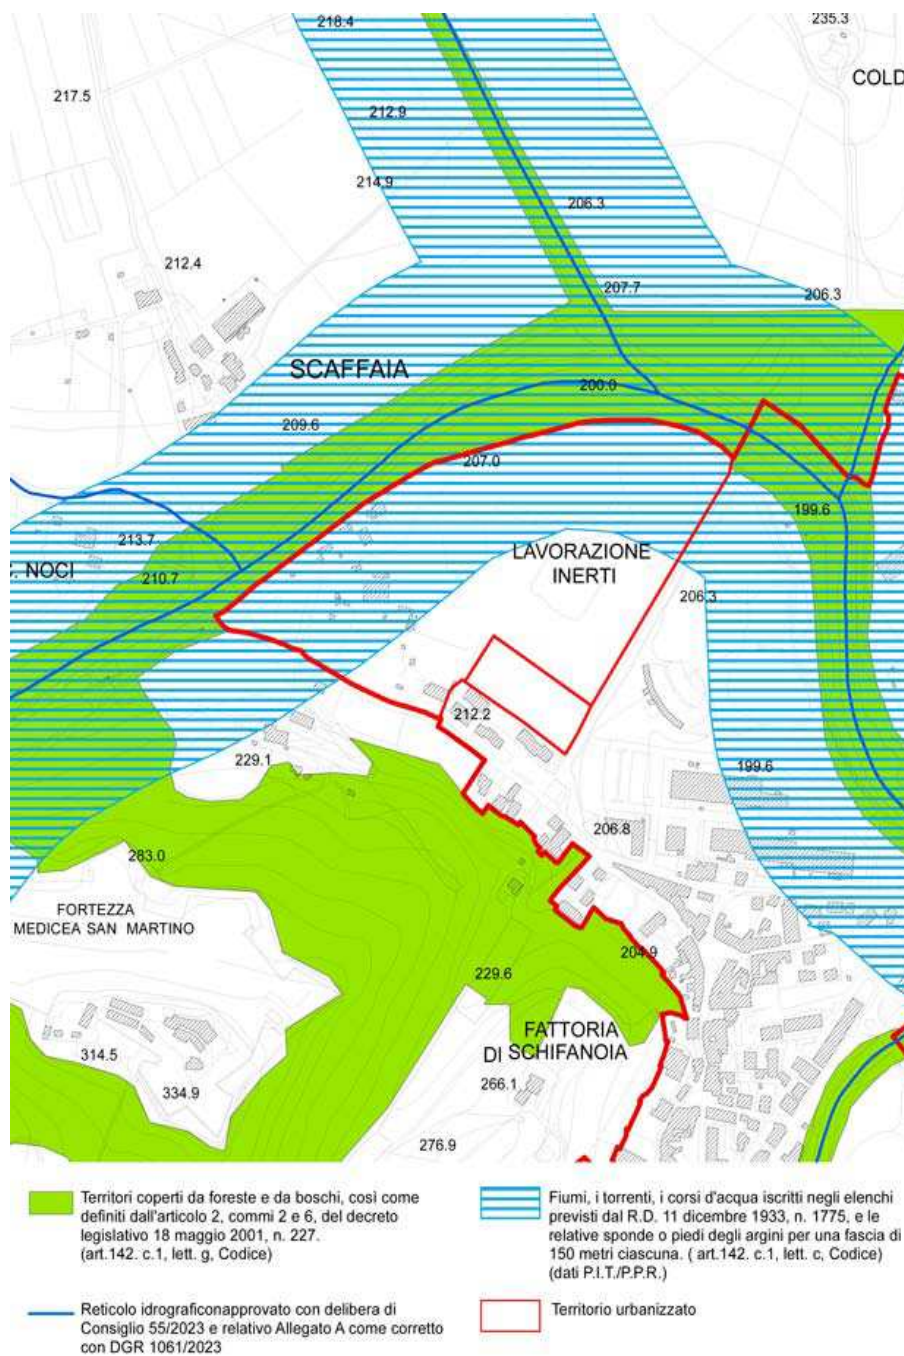 218.4
235.3
COLD
217.5
212.9
214.9
206.3
212.4
207.7
206.3
SCAFFAIA
200.0
209.6
207.0
199.6
213.7
LAVORAZIONE
INERTI
NOCI
210.7
206.3
212.2
229.1
199.6
206.8
283.0
FORTEZZA
MEDICEA SAN MARTINO
204.9
229.6
FATTORIA
DI SCHIFANOIA
314.5
266.1
334.9
276.9
Territori coperti da foreste e da boschi, così come
definiti dall'articolo 2, commi 2 e 6, del decreto
legislativo 18 maggio 2001, n. 227.
(art.142. c.1, lett. g, Codice)
Fiumi, i torrenti, i corsi d'acqua iscritti negli elenchi
previsti dal R.D. 11 dicembre 1933, n. 1775, e le
relative sponde o piedi degli argini per una fascia di
150 metri ciascuna. ( art.142. c.1, lett. c, Codice)
(dati P.I.T./P.P.R.)
Reticolo idrograficonapprovato con delibera di
Consiglio 55/2023 e relativo Allegato A come corretto
con DGR 1061/2023
Territorio urbanizzato